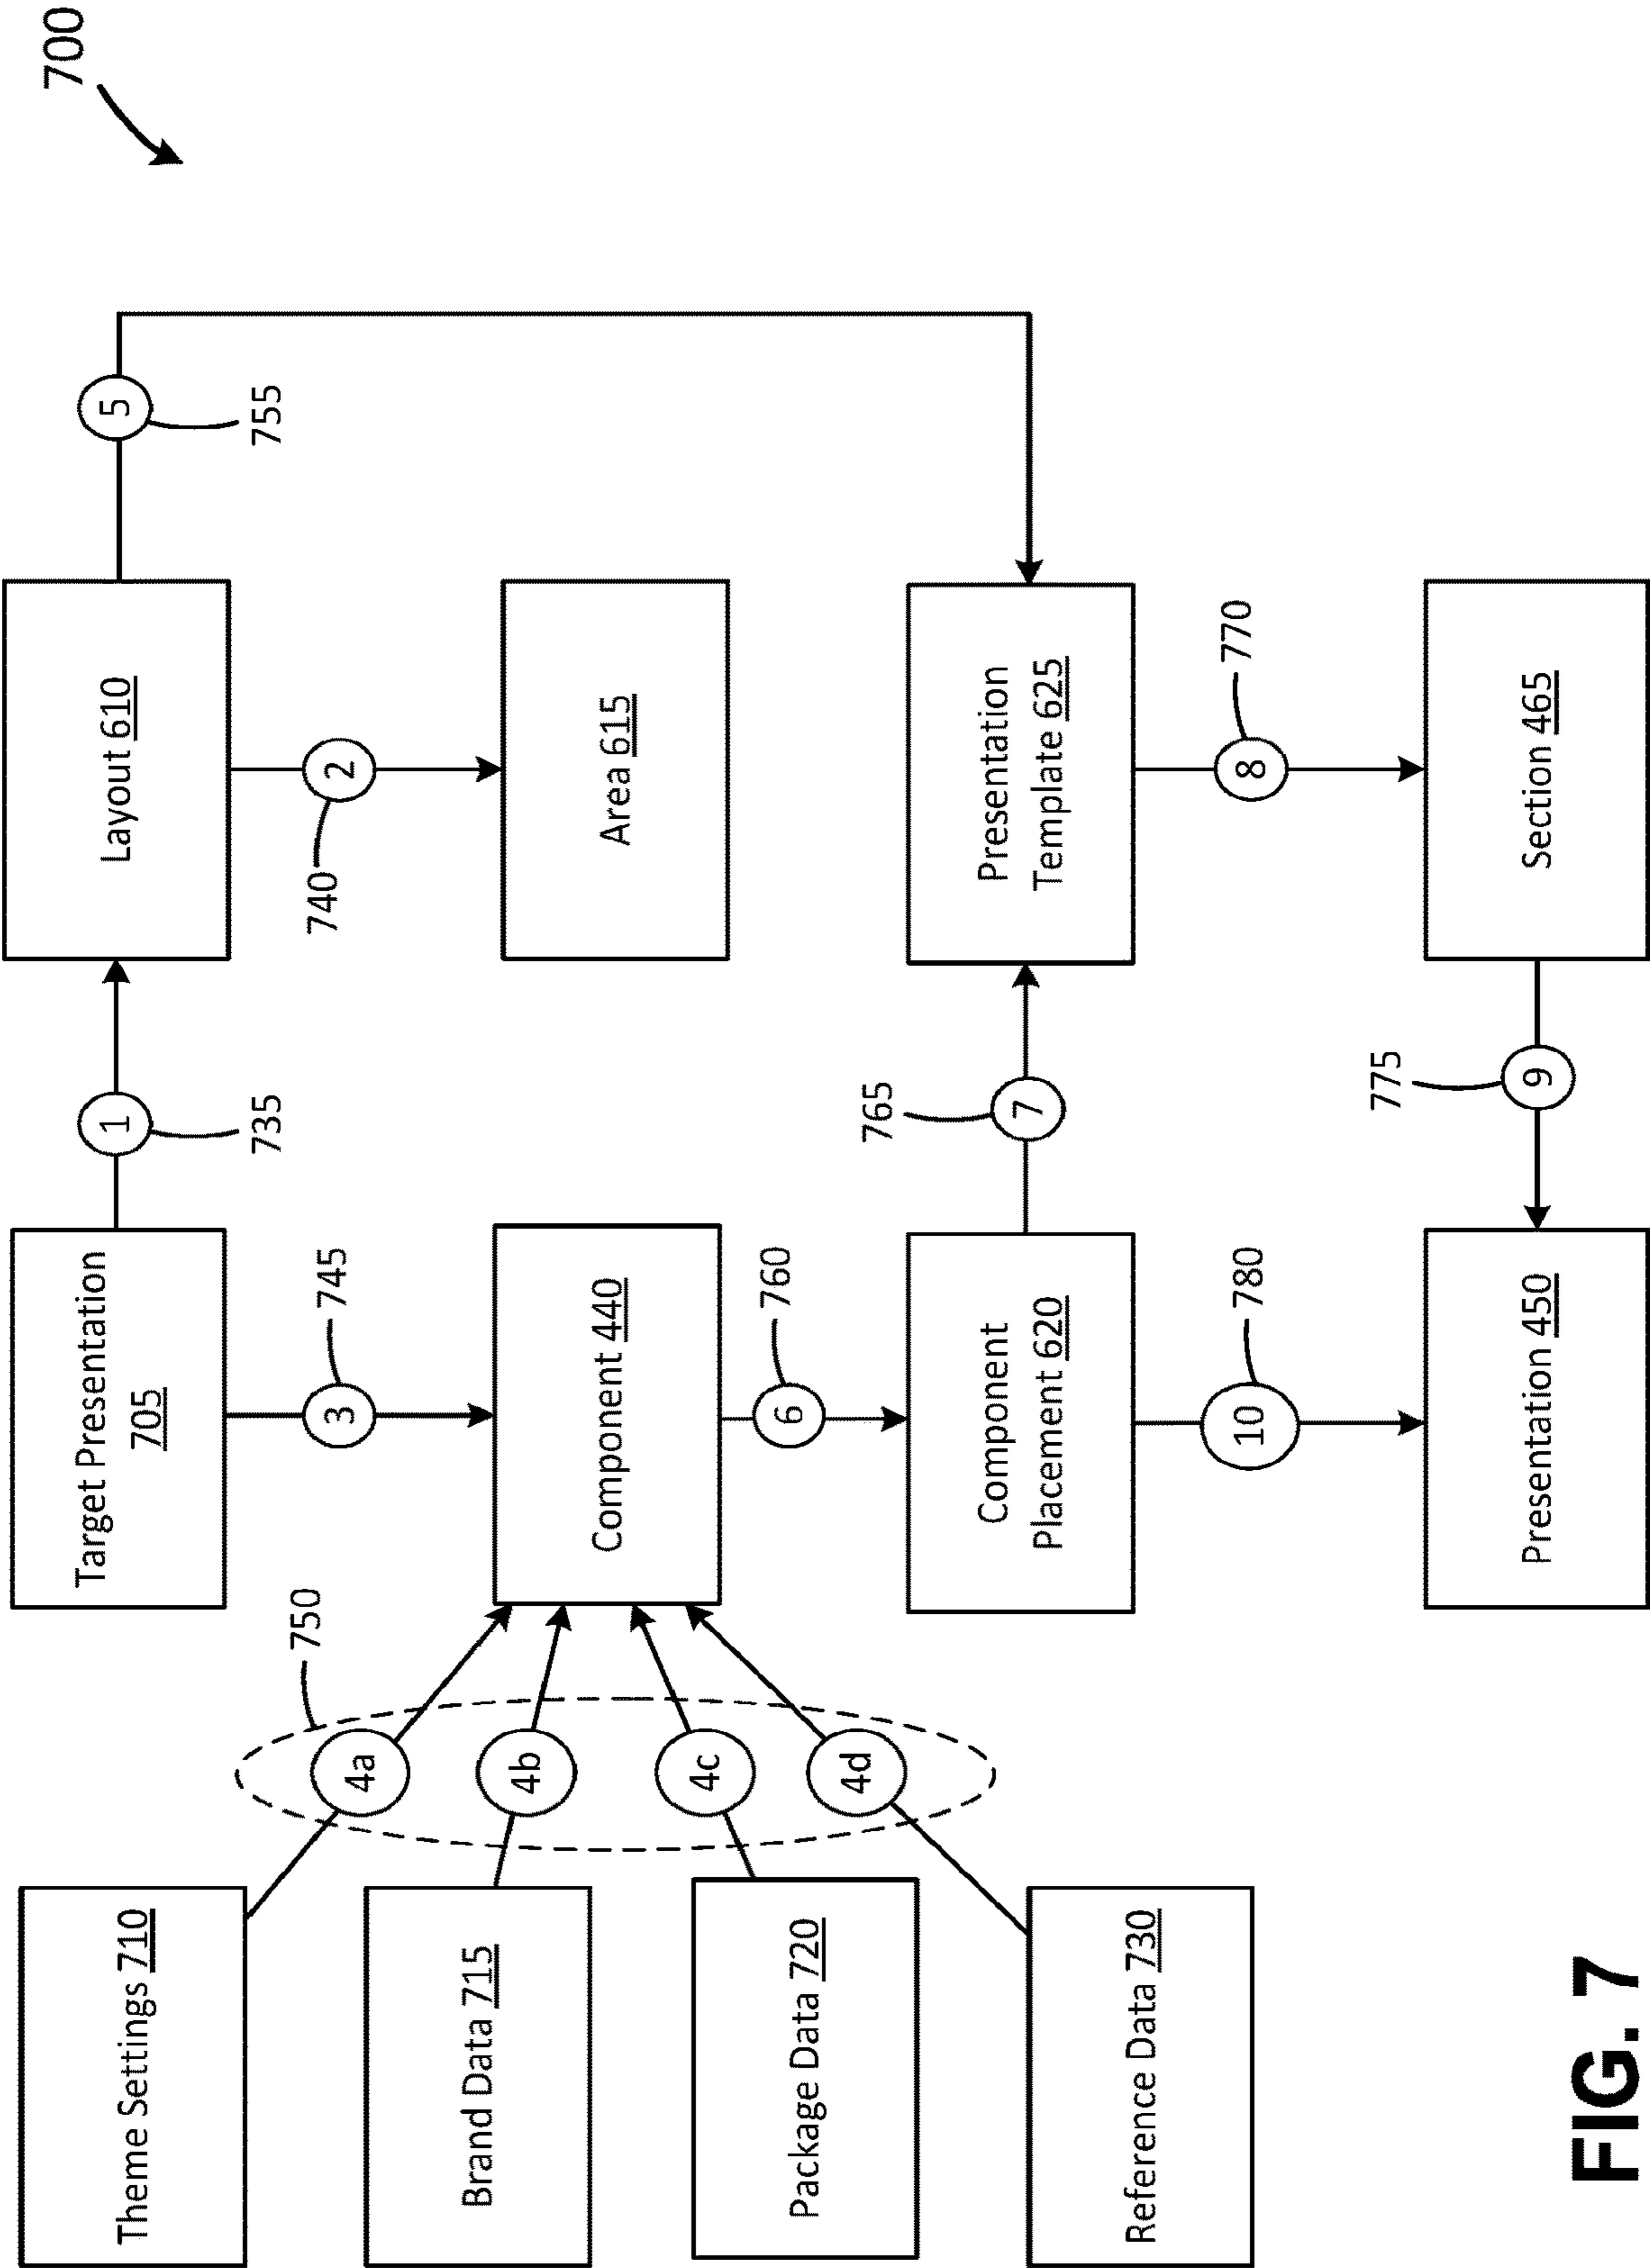 700
Theme Settings 710
Target Presentation
705
1
735
Layout 610
5
755
750
4a
3
745
2
740
Brand Data 715
4b
Component 440
Area 615
Package Data 720
4c
6
760
Reference Data 730
4d
Component
Placement 620
7
765
Presentation
Template 625
10
780
8
770
Presentation 450
9
775
Section 465
FIG. 7